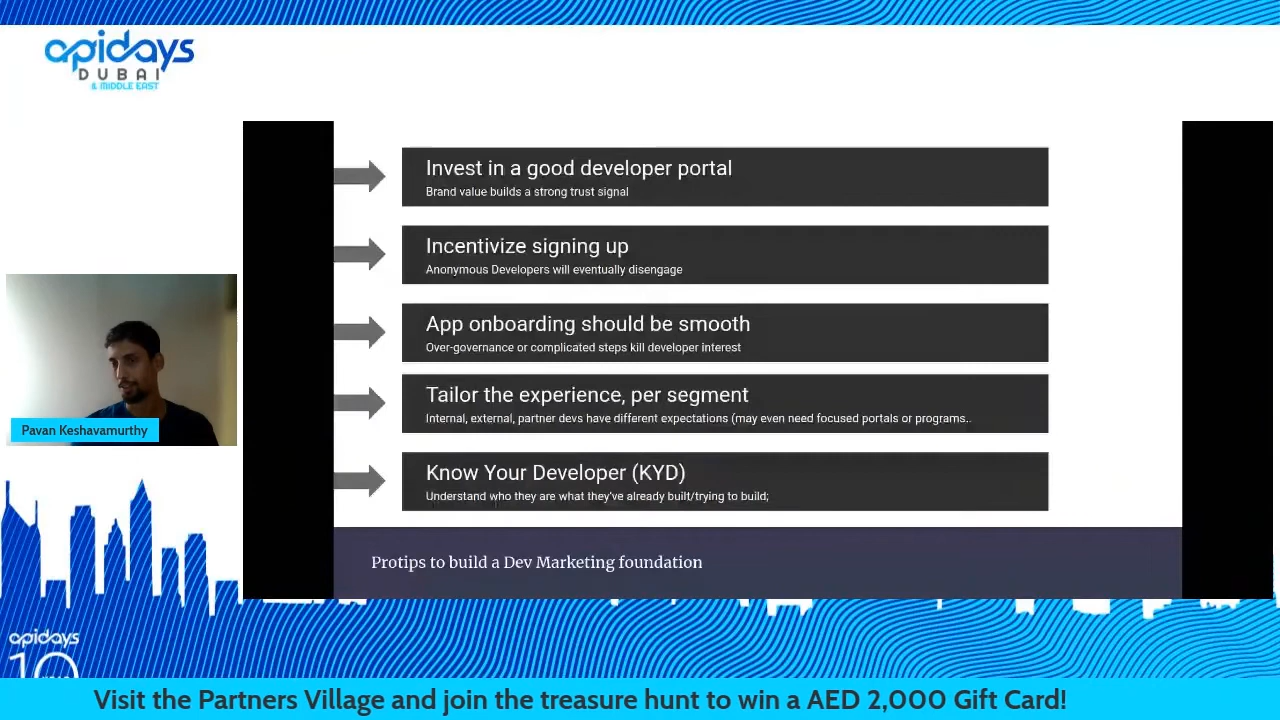 apidays
DUBAI
& MIDDLE EAST
Invest in a good developer portal
Brand value builds a strong trust signal
Incentivize signing up
Anonymous Developers will eventually disengage
App onboarding should be smooth
Over-governance or complicated steps kill developer interest
Tailor the experience, per segment
Internal, external, partner devs have different expectations (may even need focused portals or programs..
Know Your Developer (KYD)
Understand who they are what they've already built/trying to build;
Pavan Keshavamurthy
Protips to build a Dev Marketing foundation
apidays
10
Visit the Partners Village and join the treasure hunt to win a AED 2,000 Gift Card!